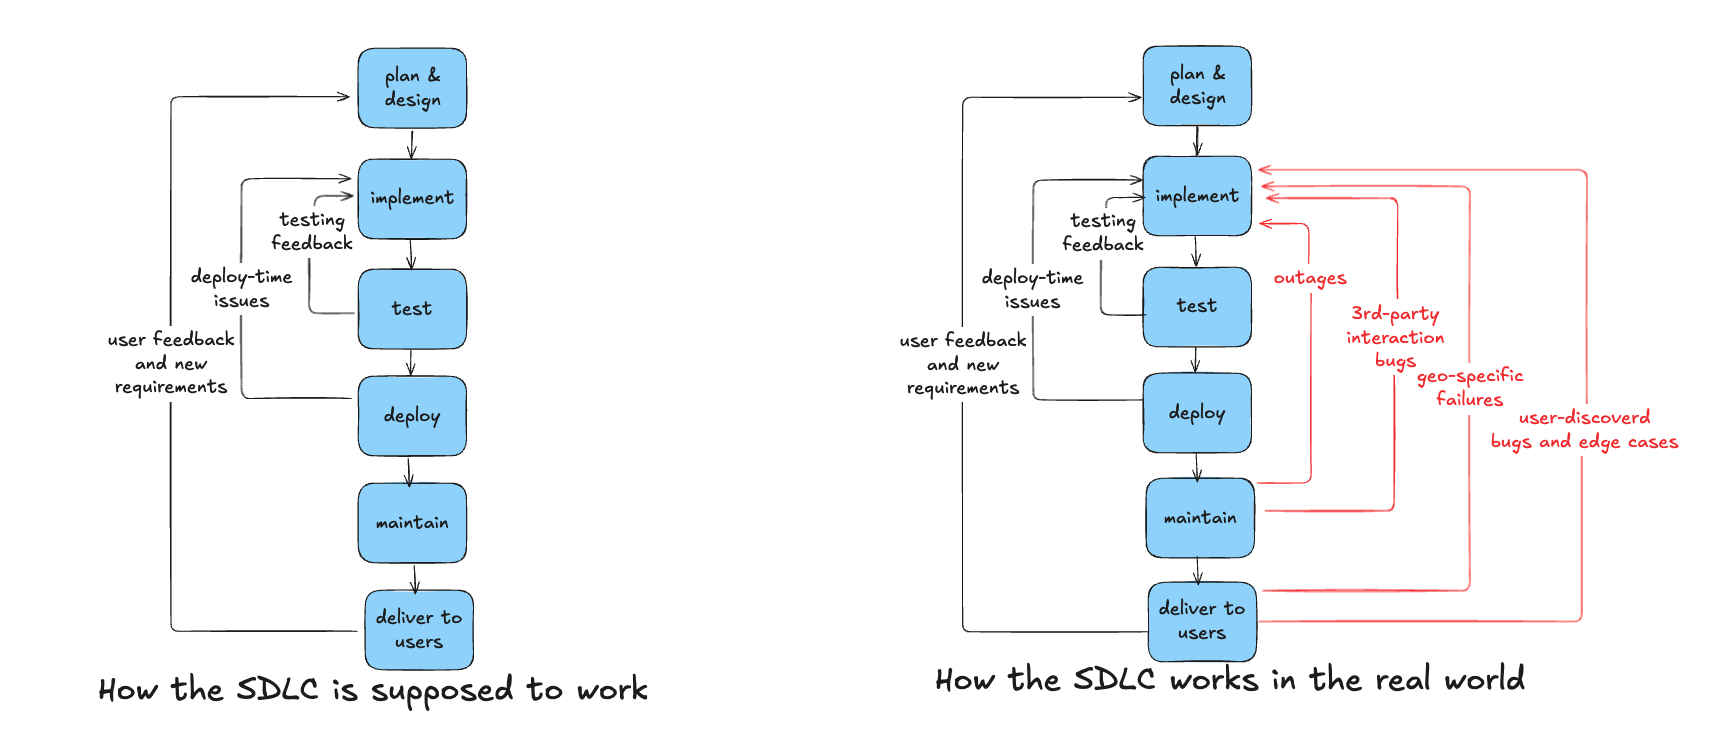 plan &
design
implement
testing
feedback
deploy-time
issues
test
user feedback
and new
requirements
deploy
maintain
deliver to
users
How the SDLC is supposed to work
plan &
design
implement
testing
feedback
deploy-time
issues
outages
test
3rd-party
interaction
bugs
user feedback
and new
requirements
geo-specific
failures
deploy
user-discoverd
bugs and edge cases
maintain
deliver to
users
How the SDLC works in the real world